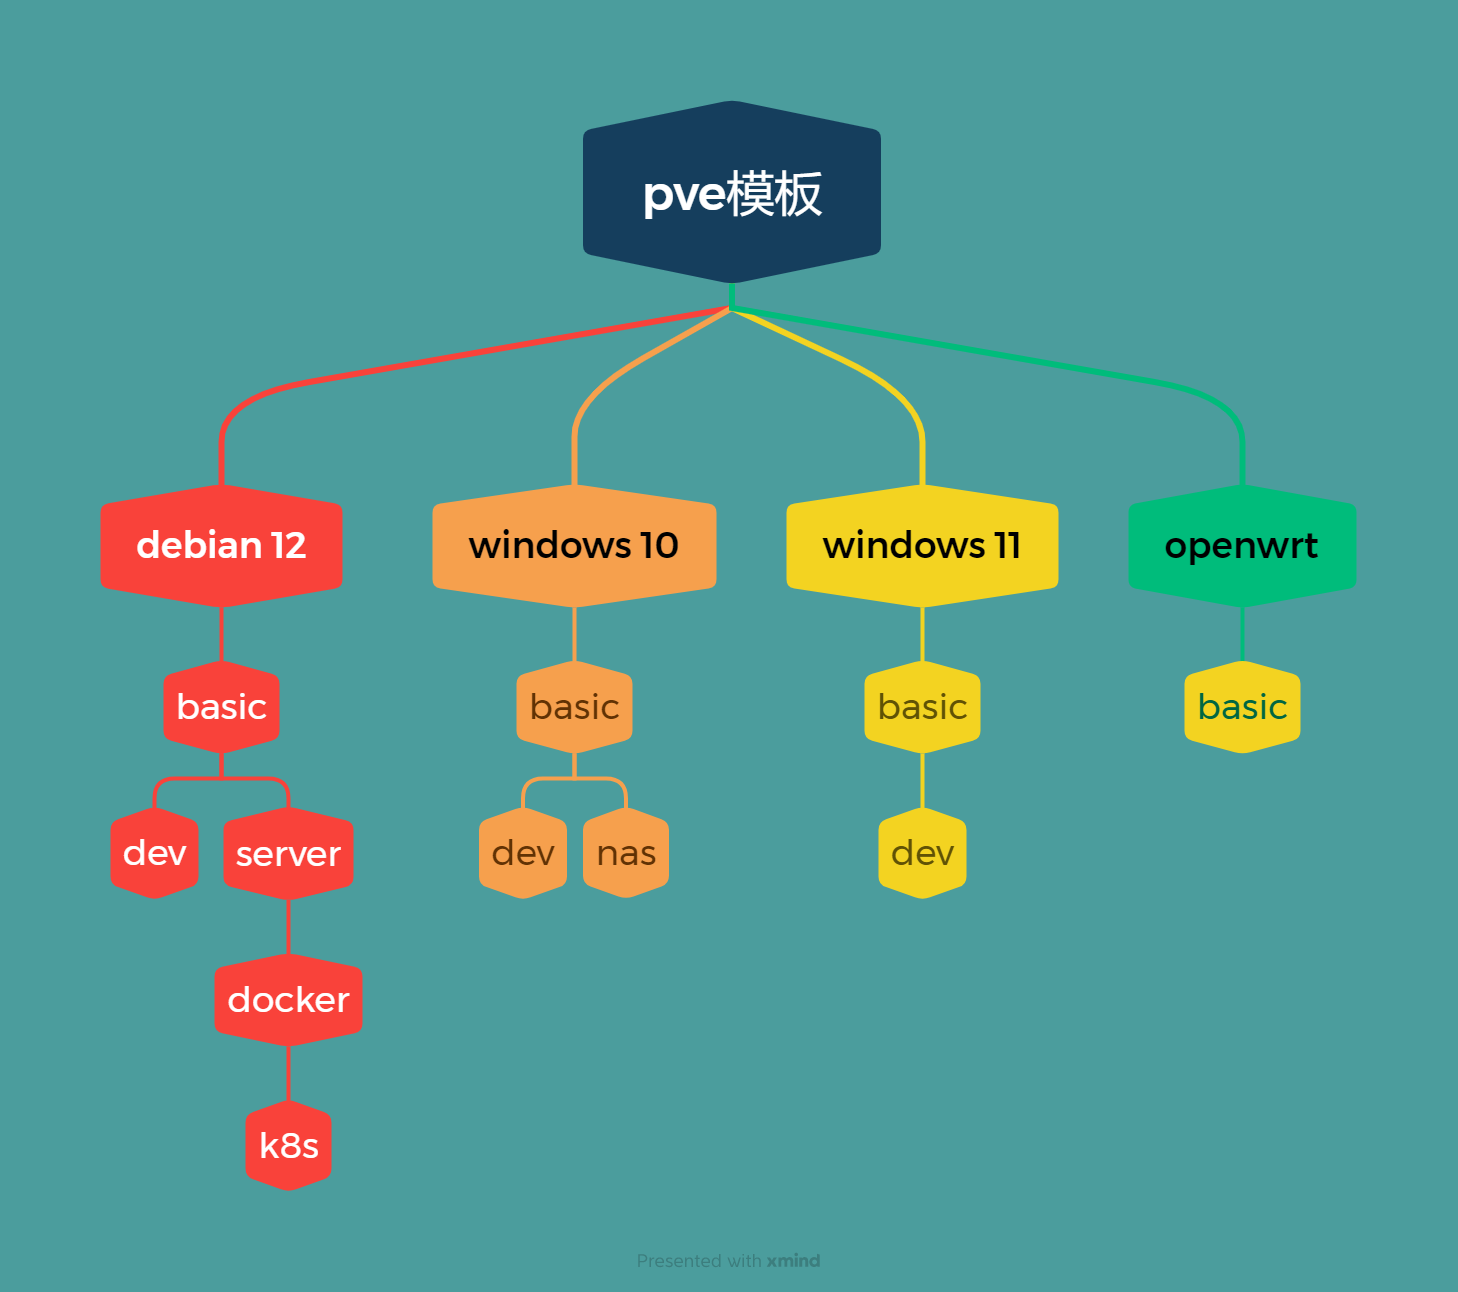 pve模板
debian 12
windows 10
windows 11
openwrt
basic
basic
basic
basic
dev
server
dev
nas
dev
docker
k8s
Presented with xmind